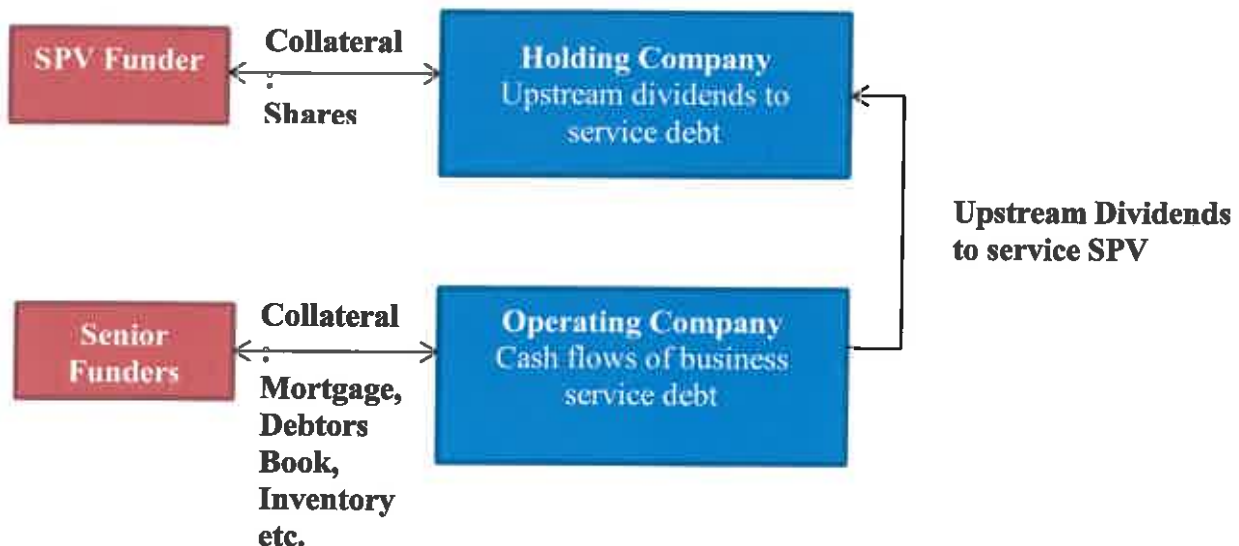 SPV Funder
Collateral
:
Shares
Holding Company
Upstream dividends to
service debt
Upstream Dividends
to service SPV
Senior
Funders
Collateral
:
Mortgage,
Debtors
Book,
Inventory
etc.
Operating Company
Cash flows of business
service debt